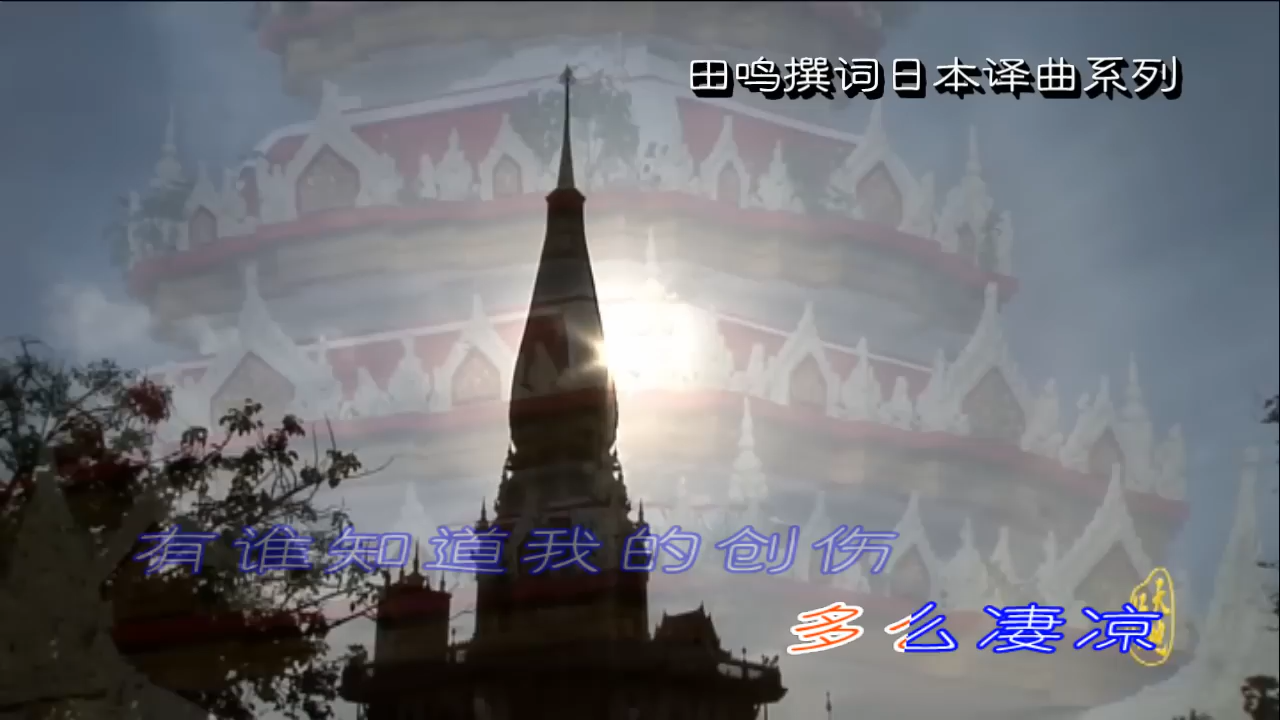 田鸣撰词日本译曲系列
有谁知道我的创伤
多么凄凉